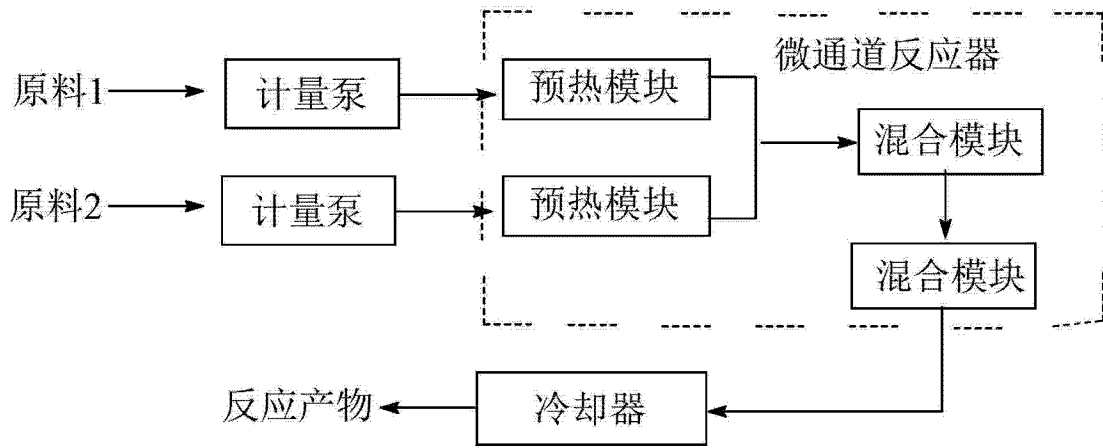 微通道反应器
原料1
计量泵
预热模块
混合模块
原料2
计量泵
预热模块
混合模块
反应产物
冷却器